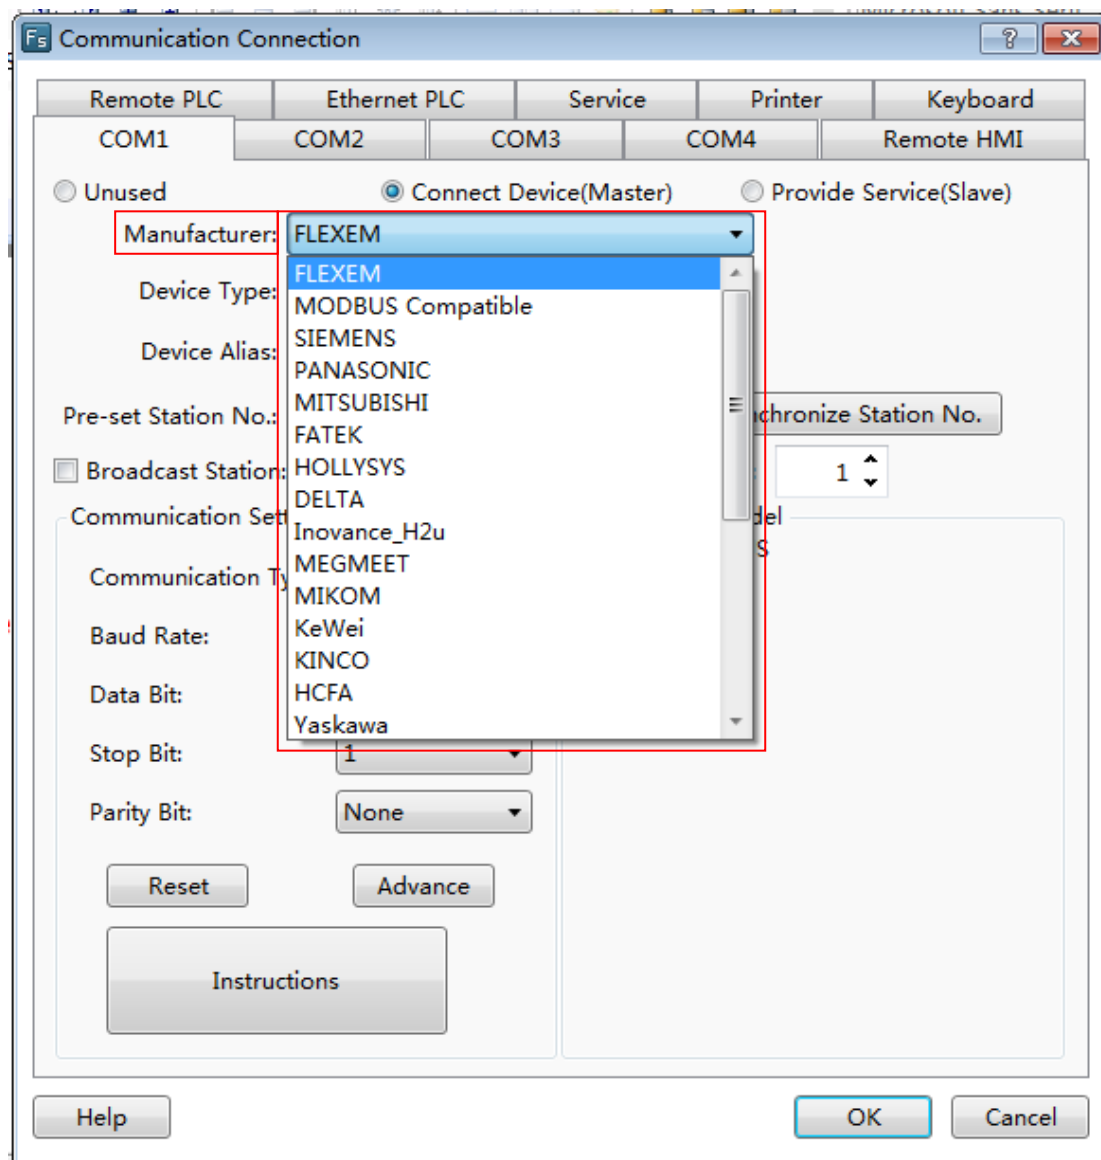 Fs Communication Connection
Remote PLC Ethernet PLC Service Printer Keyboard
COM1 COM2 COM3 COM4 Remote HMI
Unused Connect Device(Master) Provide Service(Slave)
Manufacturer: FLEXEM
FLEXEM
Device Type:
MODBUS Compatible
SIEMENS
Device Alias:
PANASONIC
MITSUBISHI
Pre-set Station No.: nchronize Station No.
FATEK
HOLLYSYS
Broadcast Station: 1
DELTA
Communication Set del
Inovance_H2u
S
MEGMEET
Communication Ty
MIKOM
KeWei
Baud Rate:
KINCO
HCFA
Data Bit:
Yaskawa
Stop Bit: 1
Parity Bit: None
Reset Advance
Instructions
Help OK Cancel